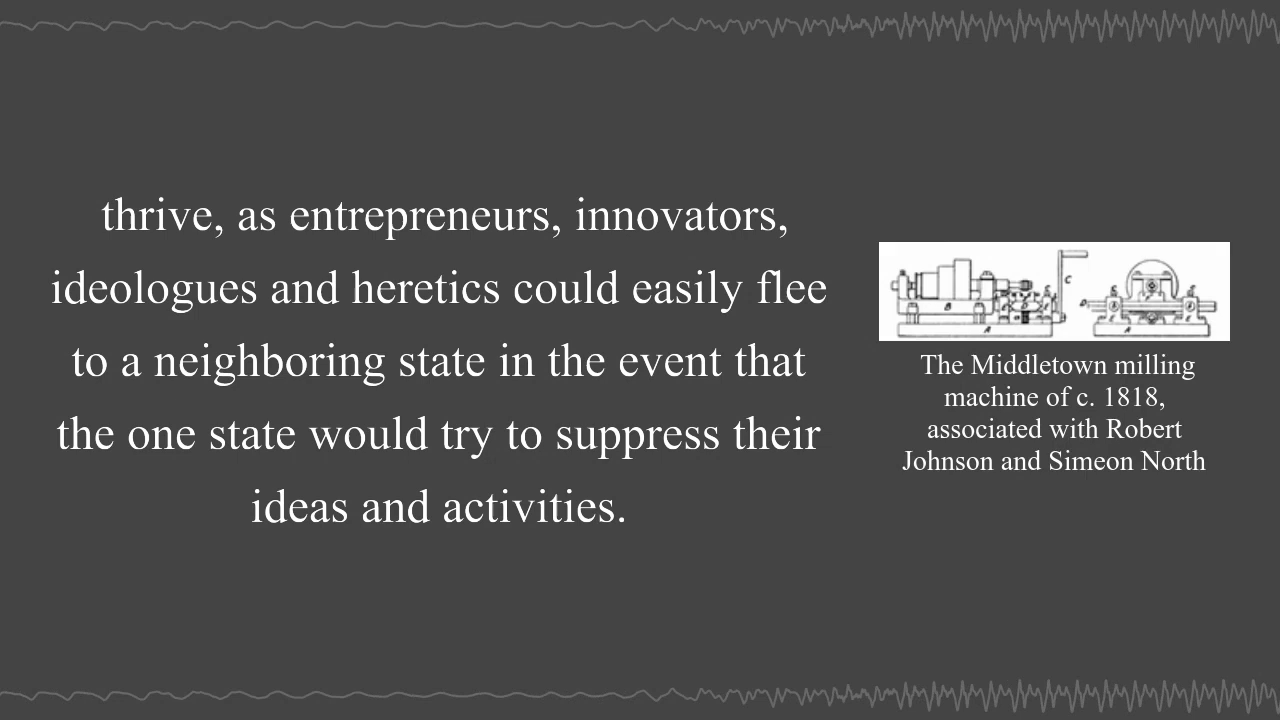 thrive, as entrepreneurs, innovators,
ideologues and heretics could easily flee
to a neighboring state in the event that
the one state would try to suppress their
ideas and activities.
The Middletown milling
machine of c. 1818,
associated with Robert
Johnson and Simeon North